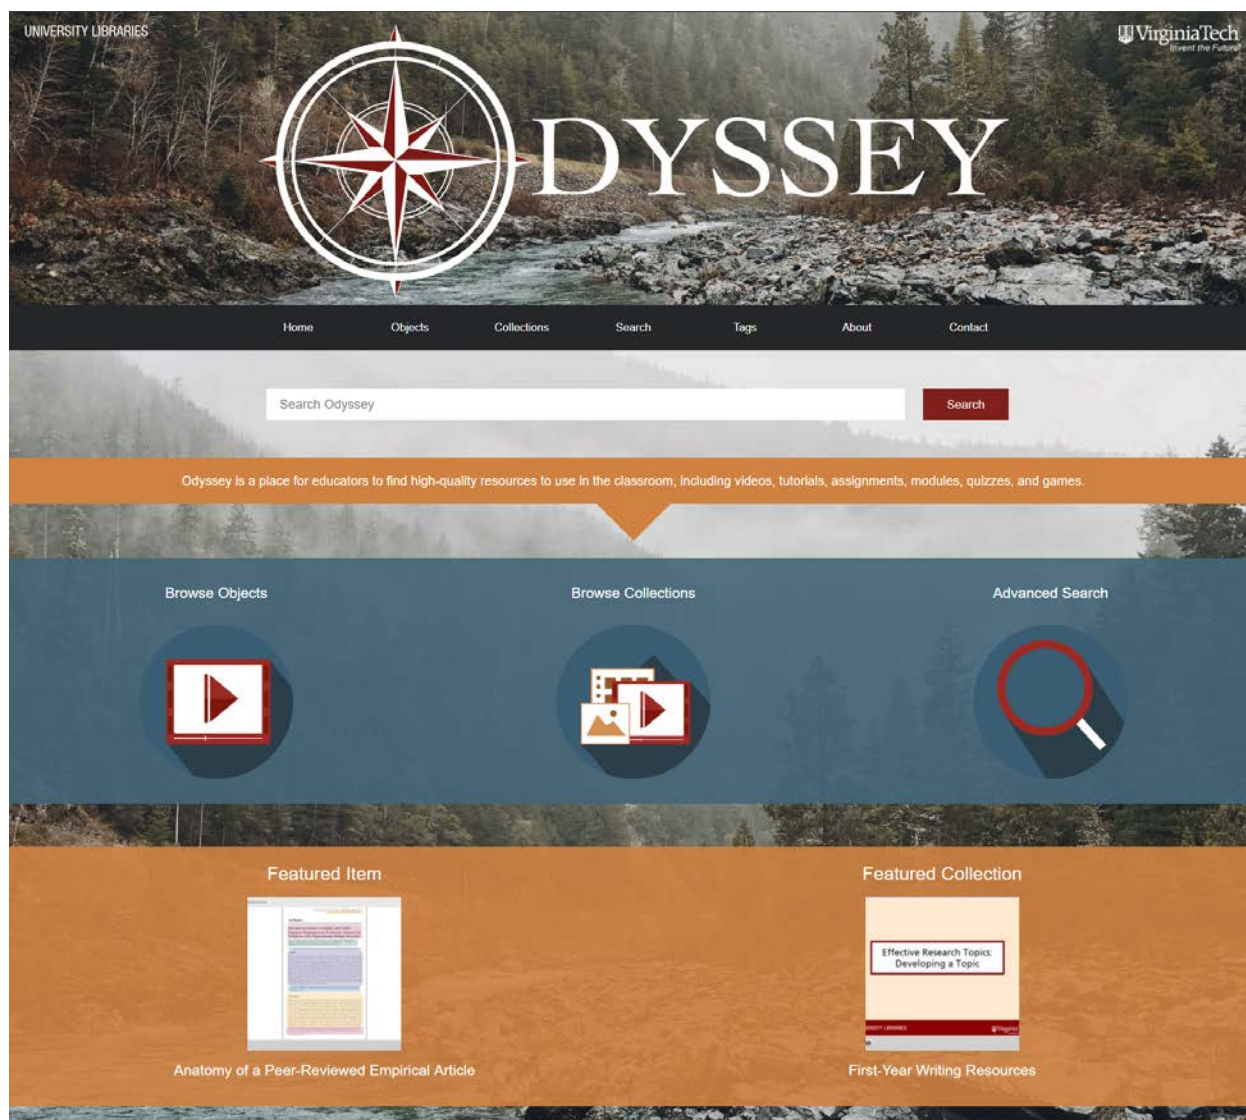 UNIVERSITY LIBRARIES
VirginiaTech
Invent the Future
DYSSEY
Home Objects Collections Search Tags About Contact
Search Odyssey
Search
Odyssey is a place for educators to find high-quality resources to use in the classroom, including videos, tutorials, assignments, modules, quizzes, and games.
Browse Objects
Browse Collections
Advanced Search
Featured Item
Featured Collection
Effective Research Topics:
Developing a Topic
Anatomy of a Peer-Reviewed Empirical Article
First-Year Writing Resources